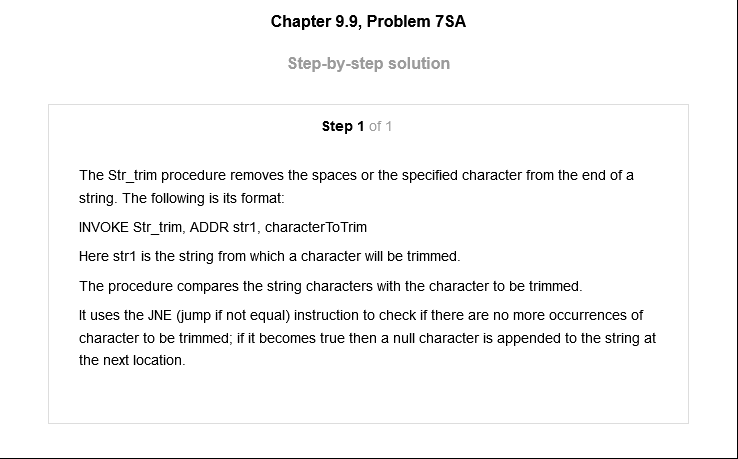 Chapter 9.9, Problem 7SA
Step-by-step solution
Step 1 of 1
The Str_trim procedure removes the spaces or the specified character from the end of a
string. The following is its format:
INVOKE Str_trim, ADDR str1, characterToTrim
Here str1 is the string from which a character will be trimmed.
The procedure compares the string characters with the character to be trimmed.
It uses the JNE (jump if not equal) instruction to check if there are no more occurrences of
character to be trimmed; if it becomes true then a null character is appended to the string at
the next location.